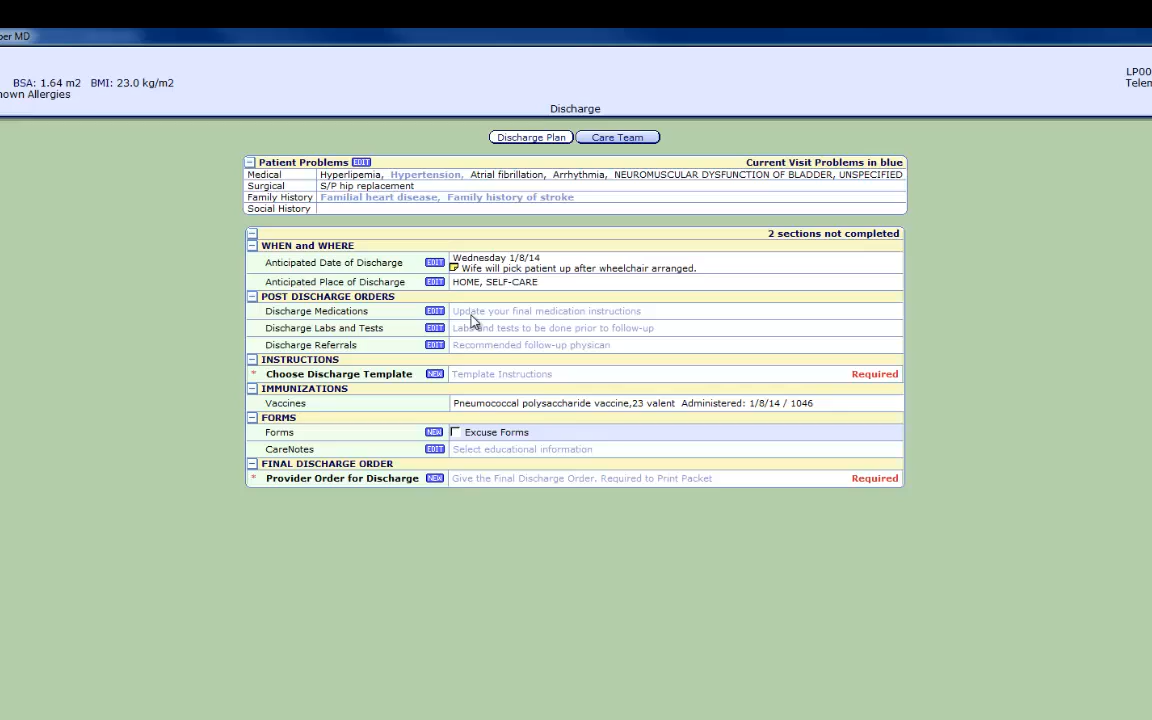 per MD
BSA: 1.64 m2 BMI: 23.0 kg/m2
nown Allergies
LP00
Telem
Discharge
Discharge Plan Care Team
Patient Problems EDIT Current Visit Problems in blue
Medical Hyperlipemia, Hypertension, Atrial fibrillation, Arrhythmia, NEUROMUSCULAR DYSFUNCTION OF BLADDER, UNSPECIFIED
Surgical S/P hip replacement
Family History Familial heart disease, Family history of stroke
Social History
2 sections not completed
WHEN and WHERE
Anticipated Date of Discharge EDIT Wednesday 1/8/14
Wife will pick patient up after wheelchair arranged.
Anticipated Place of Discharge EDIT HOME, SELF-CARE
POST DISCHARGE ORDERS
Discharge Medications EDIT Update your final medication instructions
Discharge Labs and Tests EDIT Labs and tests to be done prior to follow-up
Discharge Referrals EDIT Recommended follow-up physican
INSTRUCTIONS
* Choose Discharge Template NEW Template Instructions Required
IMMUNIZATIONS
Vaccines Pneumococcal polysaccharide vaccine,23 valent Administered: 1/8/14 / 1046
FORMS
Forms NEW Excuse Forms
CareNotes EDIT Select educational information
FINAL DISCHARGE ORDER
* Provider Order for Discharge NEW Give the Final Discharge Order. Required to Print Packet Required